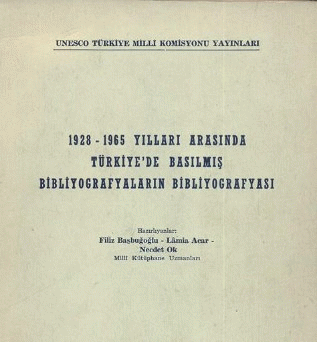 UNESCO TÜRKİYE MİLLİ KOMİSYONU YAYINLARI
1928 - 1965 YILLARI ARASINDA
TÜRKİYE'DE BASILMIŞ
BİBLİYOGRAFYALARIN BİBLİYOGRAFYASI
Hazırlayanlar:
Filiz Başbuğoğlu - Lâmia Acar -
Necdet Ok
Milli Kütüphane Uzmanları